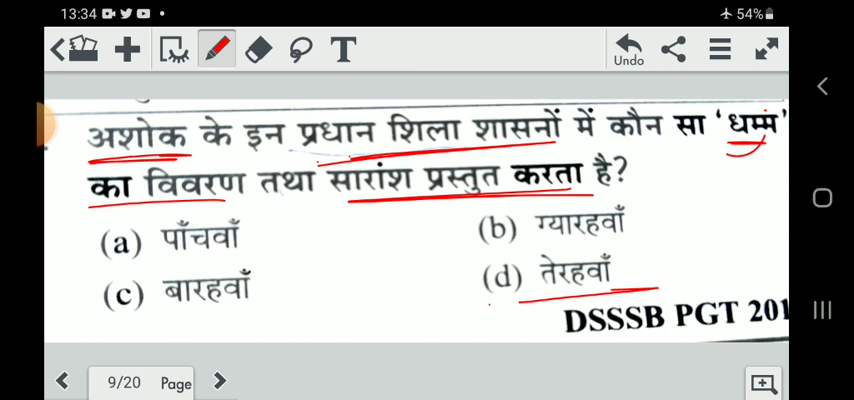 13:34
54%
Undo
अशोक के इन प्रधान शिला शासनों में कौन सा ‘धम्म’
का विवरण तथा सारांश प्रस्तुत करता है?
(a) पाँचवाँ
(b) ग्यारहवाँ
(c) बारहवाँ
(d) तेरहवाँ
DSSSB PGT 201
9/20 Page